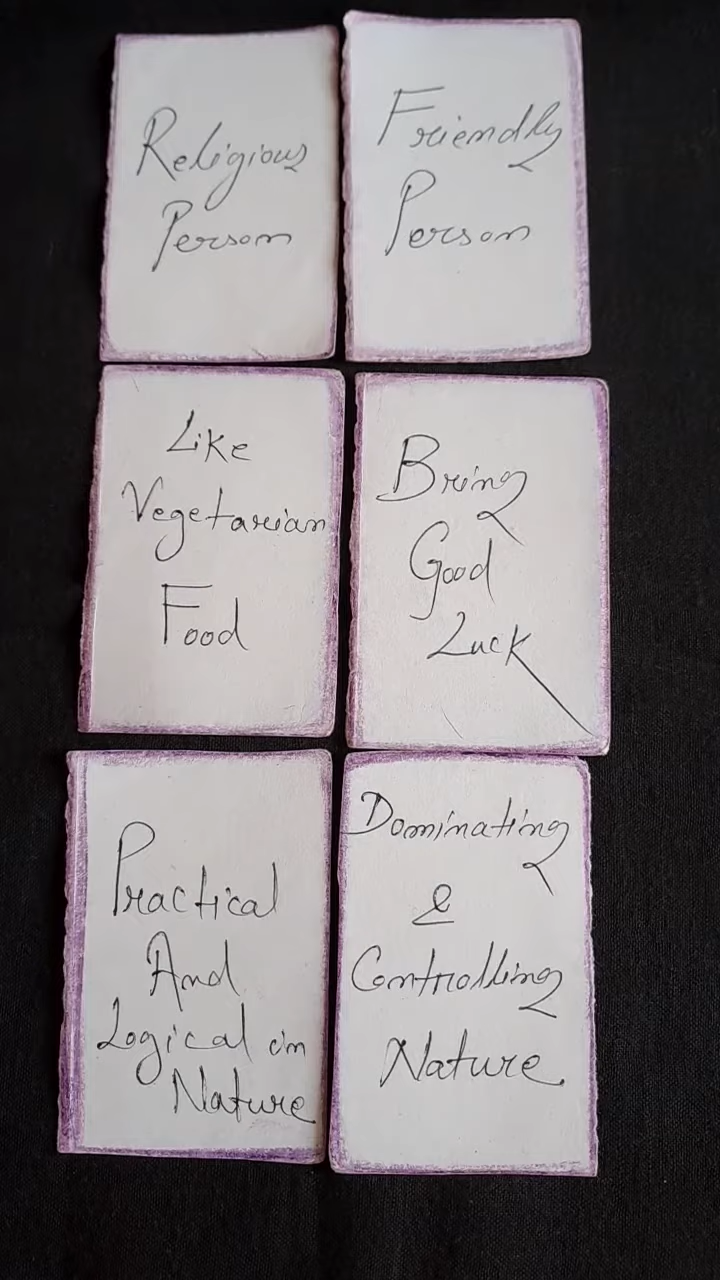 Religious
Person
Friendly
Person
Like
Vegetarian
Food
Bring
Good
Luck
Practical
And
Logical in
Nature
Dominating
&
Controlling
Nature